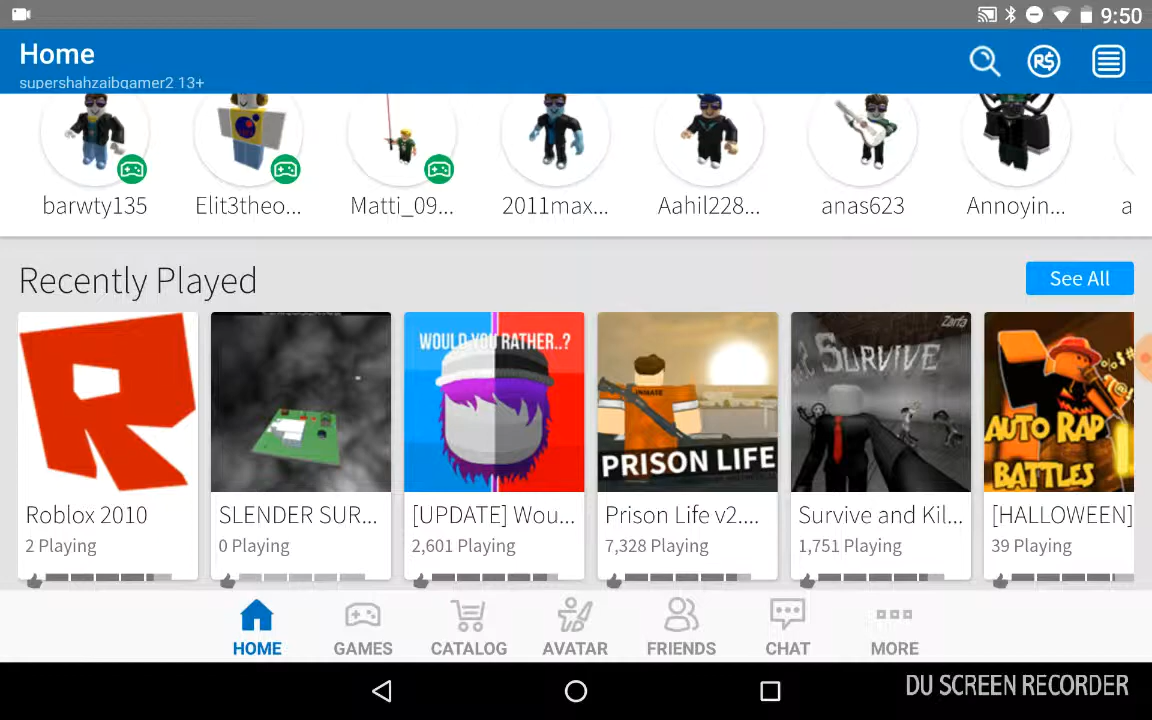 9:50
Home
supershahzaibgamer2 13+
R$
barwty135
Elit3theo...
Matti_09...
2011max...
Aahil228...
anas623
Annoyin...
a
Recently Played
See All
WOULD YOU RATHER..?
PRISON LIFE
Zarfa
SURVIVE
AUTO RAP
BATTLES
Roblox 2010
SLENDER SUR...
[UPDATE] Wou...
Prison Life v2....
Survive and Kil...
[HALLOWEEN]
2 Playing
0 Playing
2,601 Playing
7,328 Playing
1,751 Playing
39 Playing
HOME
GAMES
CATALOG
AVATAR
FRIENDS
CHAT
MORE
DU SCREEN RECORDER